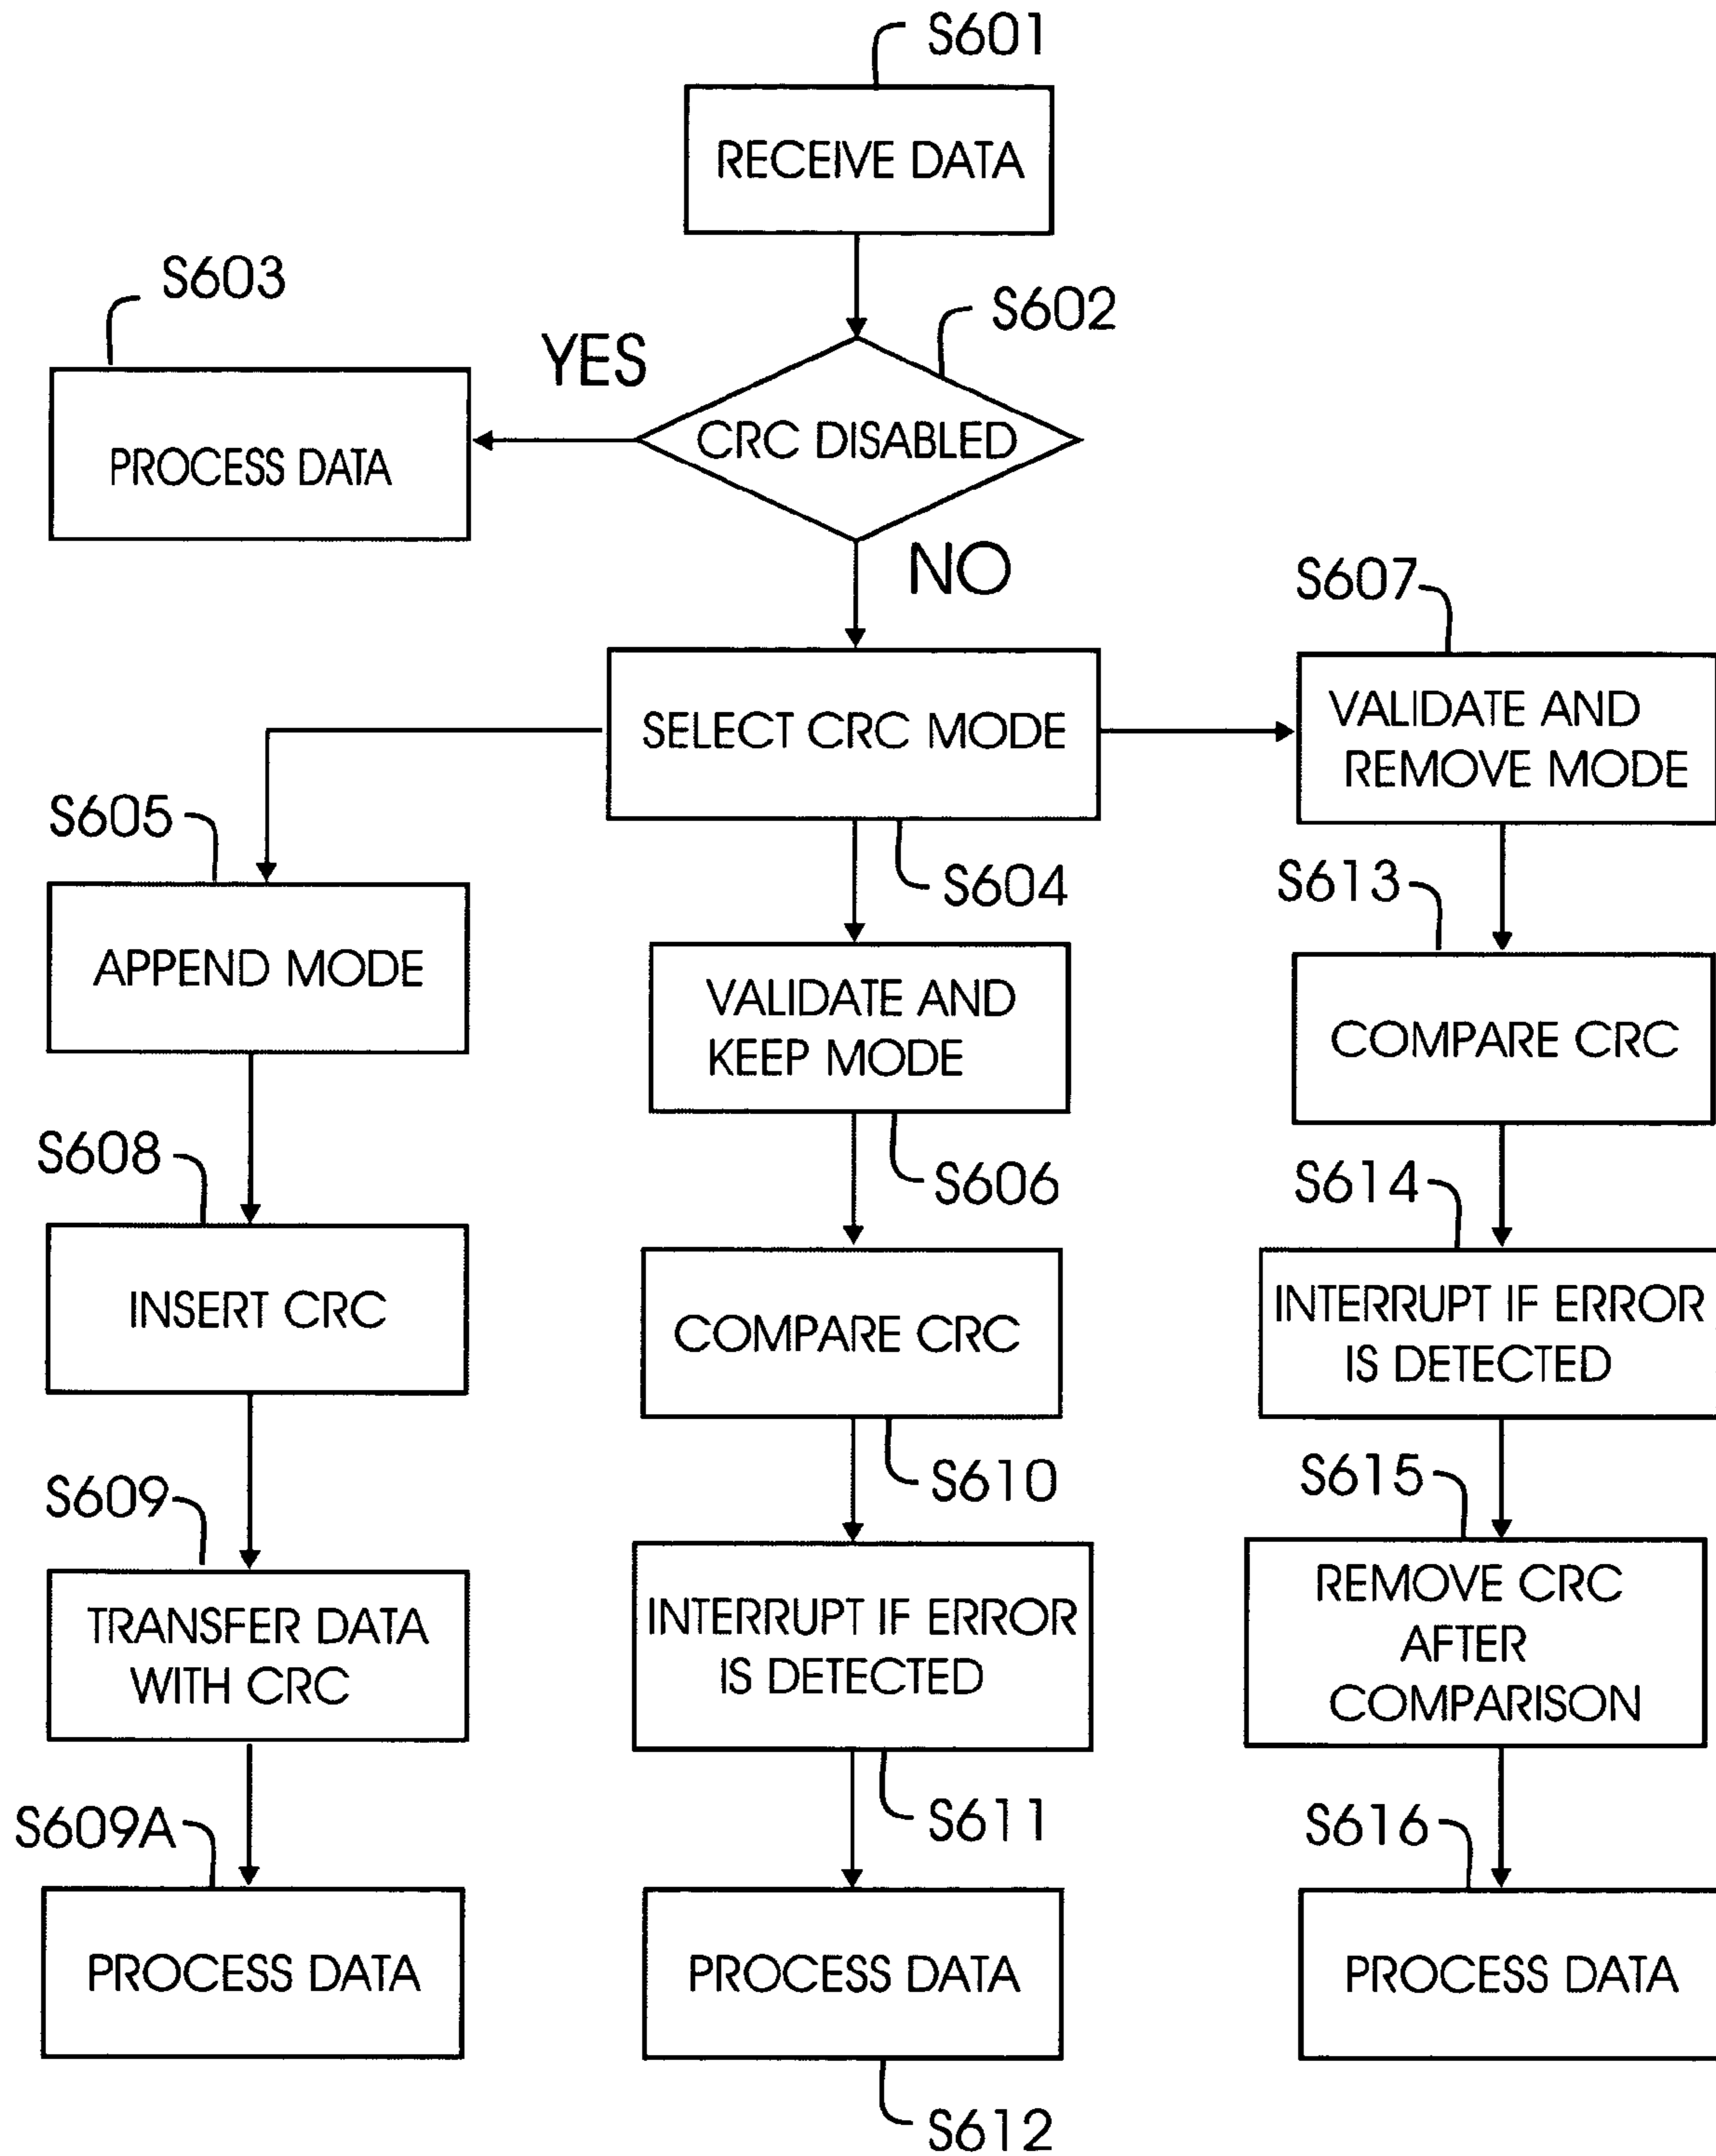 S601
RECEIVE DATA
S603
S602
YES
PROCESS DATA
CRC DISABLED
NO
S607
SELECT CRC MODE
VALIDATE AND
REMOVE MODE
S605
S604
S613
APPEND MODE
VALIDATE AND
KEEP MODE
COMPARE CRC
S608
S606
S614
INSERT CRC
COMPARE CRC
INTERRUPT IF ERROR
IS DETECTED
S609
S610
S615
TRANSFER DATA
WITH CRC
INTERRUPT IF ERROR
IS DETECTED
REMOVE CRC
AFTER
COMPARISON
S609A
S611
S616
PROCESS DATA
PROCESS DATA
PROCESS DATA
S612